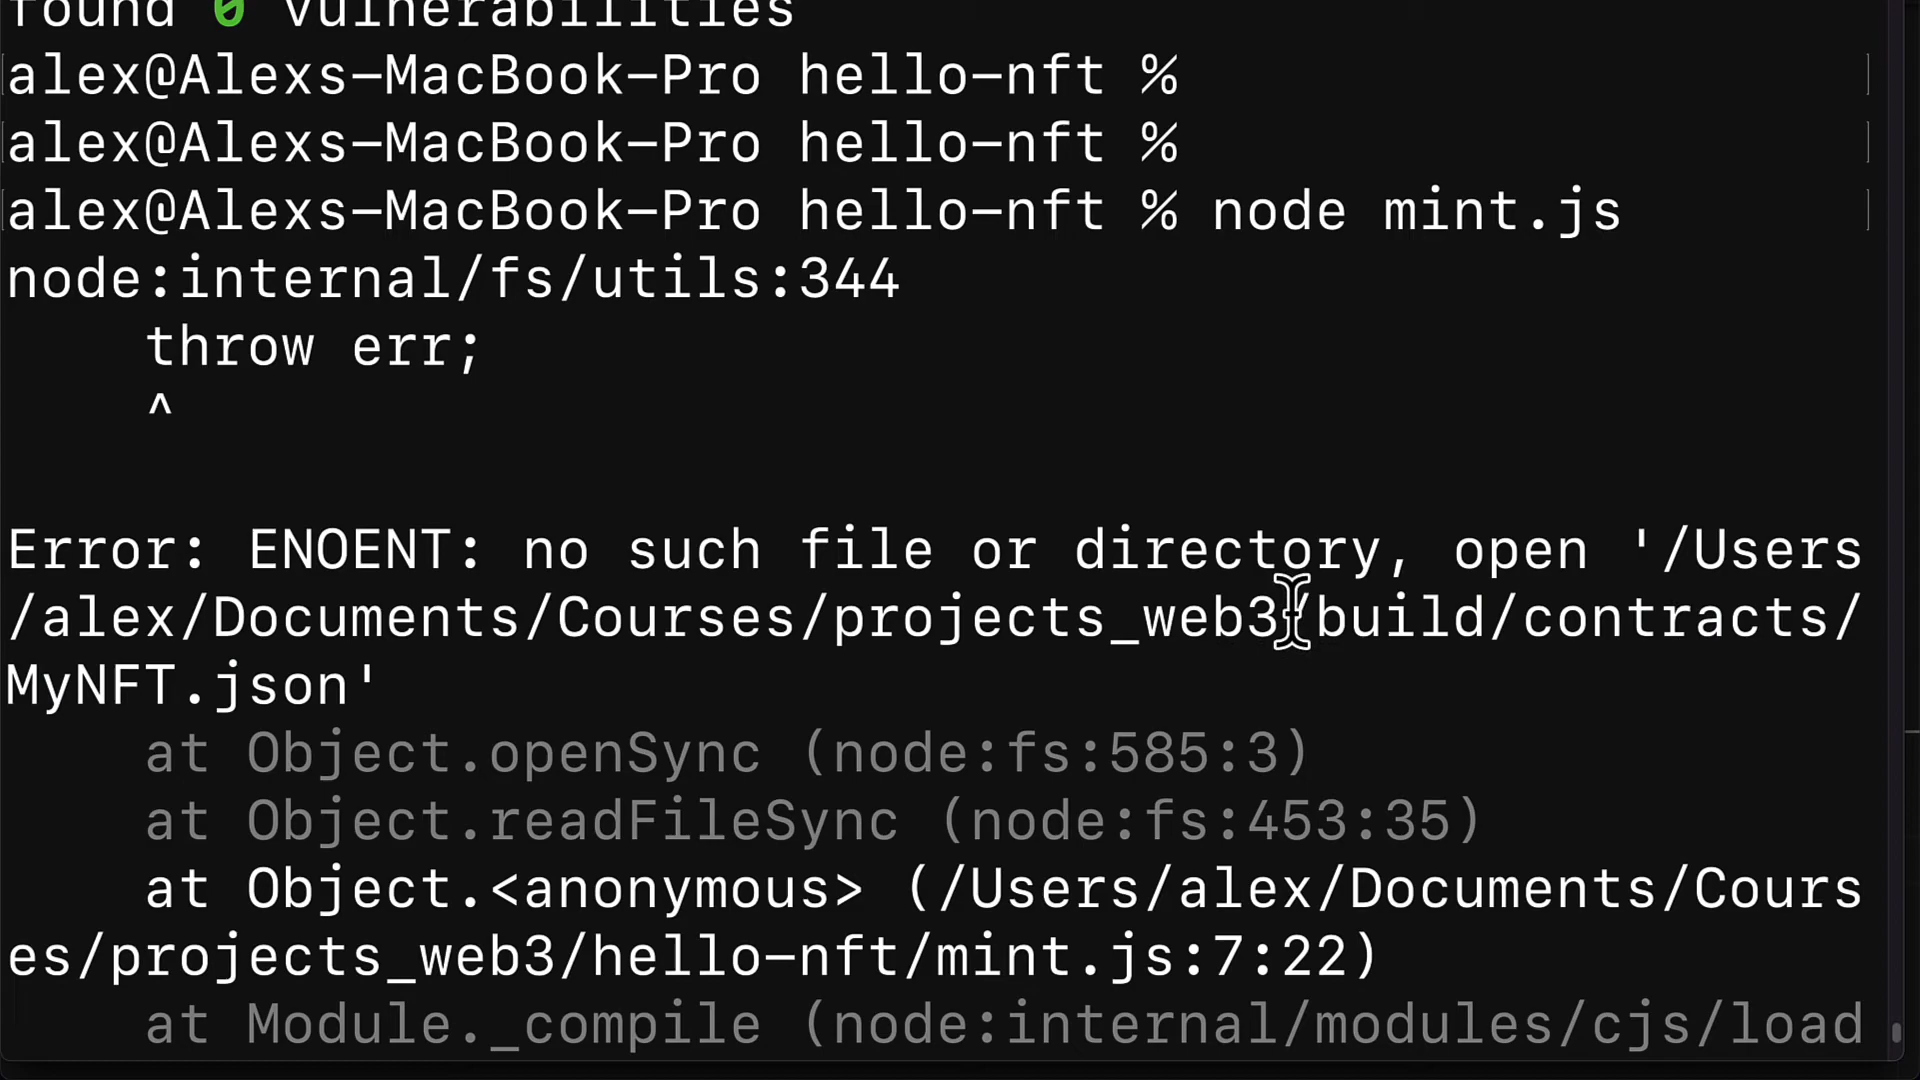 found 0 vulnerabilities
alex@Alexs-MacBook-Pro hello-nft %
alex@Alexs-MacBook-Pro hello-nft %
alex@Alexs-MacBook-Pro hello-nft % node mint.js
node:internal/fs/utils:344
    throw err;
    ^
Error: ENOENT: no such file or directory, open '/Users
/alex/Documents/Courses/projects_web3/build/contracts/
MyNFT.json'
    at Object.openSync (node:fs:585:3)
    at Object.readFileSync (node:fs:453:35)
    at Object.<anonymous> (/Users/alex/Documents/Cours
es/projects_web3/hello-nft/mint.js:7:22)
    at Module._compile (node:internal/modules/cjs/load